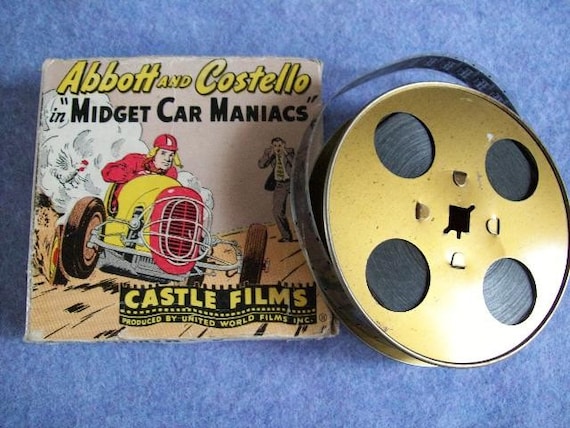 Abbott AND Costello
in "MIDGET CAR MANIACS"
CASTLE FILMS
PRODUCED BY UNITED WORLD FILMS INC.
®